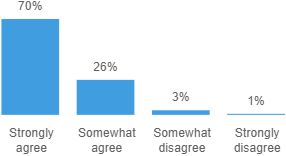 70%
26%
3%
1%
Strongly agree
Somewhat agree
Somewhat disagree
Strongly disagree